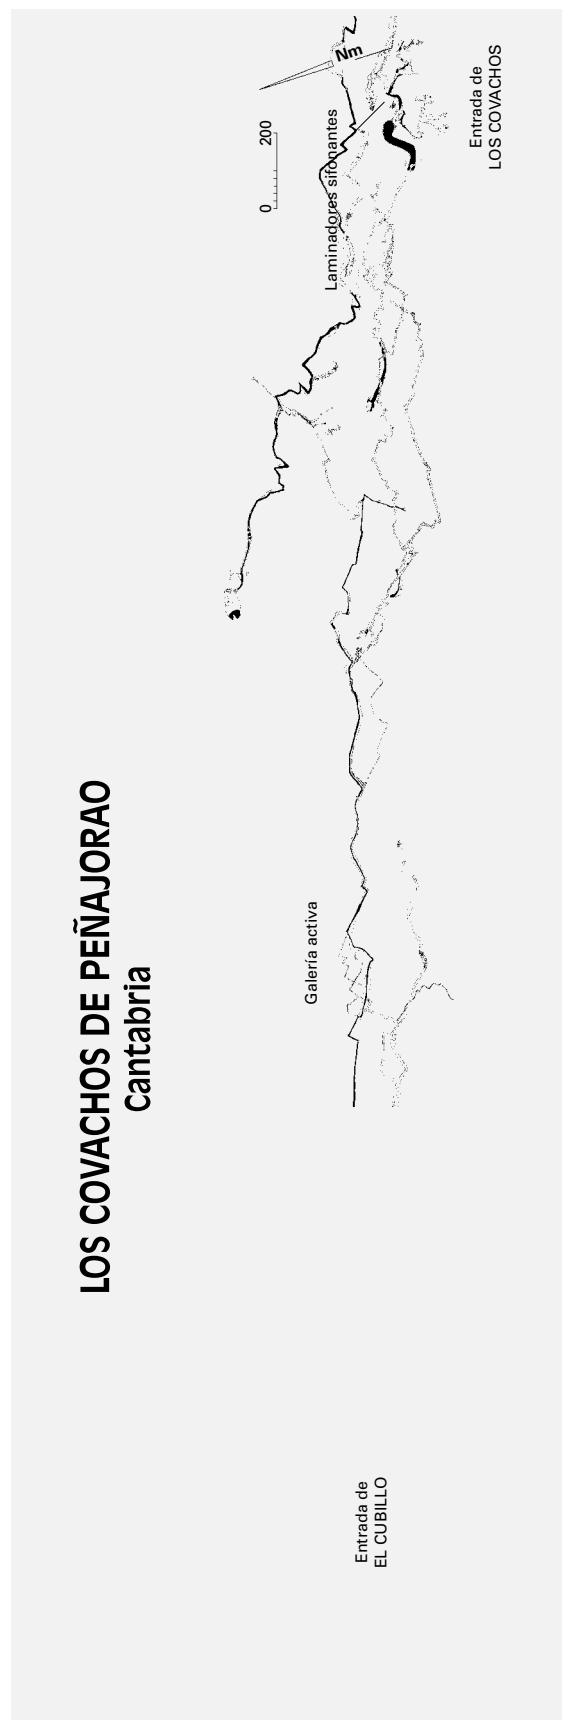 LOS COVACHOS DE PEÑAJORAO
Cantabria
0 200
Nm
Laminadores sifonantes
Entrada de
LOS COVACHOS
Galería activa
Entrada de
EL CUBILLO